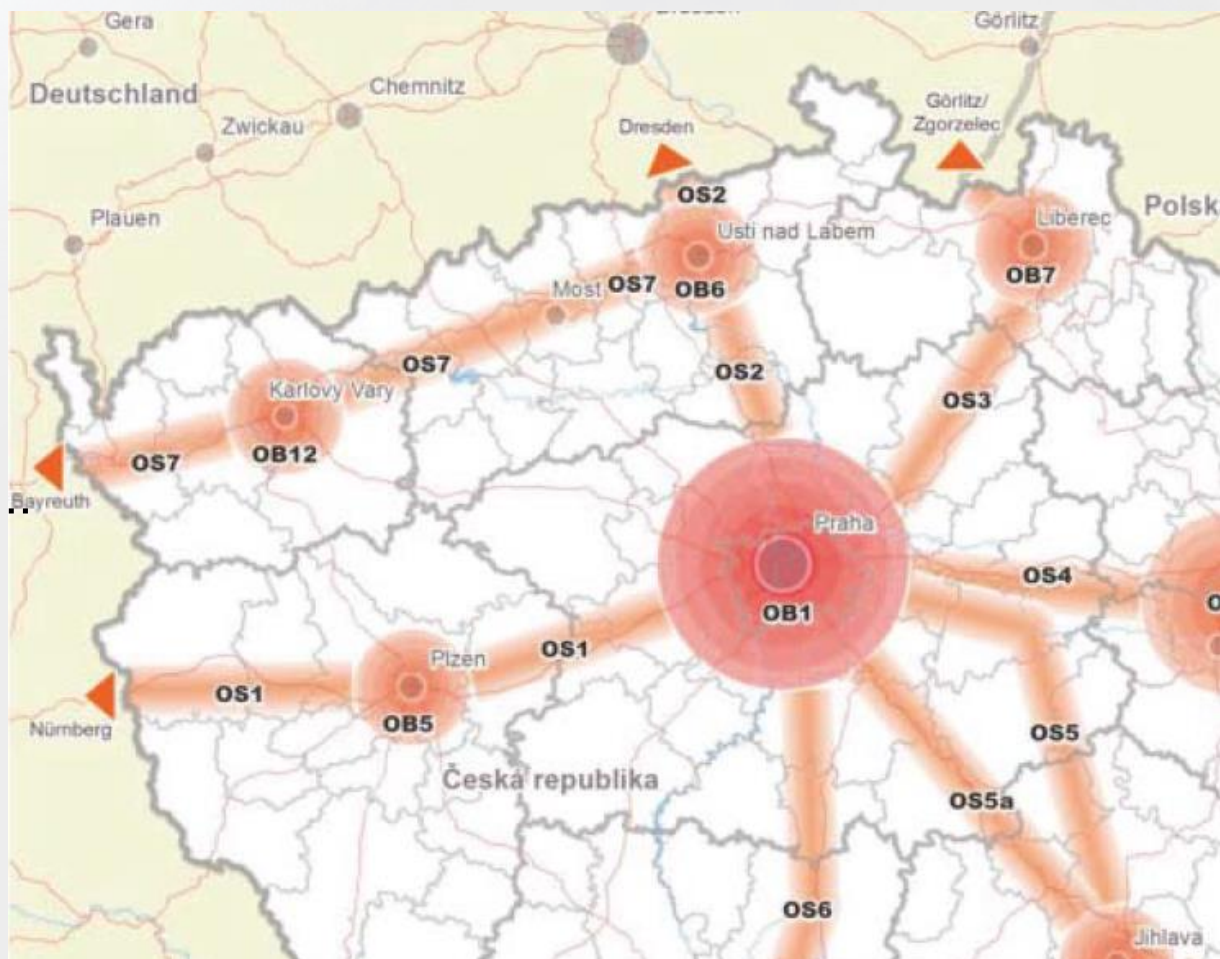 Gera
Görlitz
Deutschland
Chemnitz
Görlitz/
Zgorzelec
Zwickau
Dresden
OS2
Polsk
Plauen
Usti nad Labem
Liberec
OB7
Most
OS7
OB6
OS7
OS2
Karlovy Vary
OS3
OB12
OS7
Bayreuth
Praha
OS4
OB1
OS1
Plzen
OS1
OB5
Nürnberg
OS5
Česká republika
OS5a
OS6
Jihlava